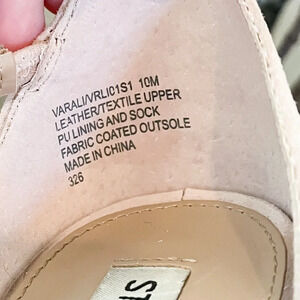 VARALI/VRLI01S1 10M
LEATHER/TEXTILE UPPER
PU LINING AND SOCK
FABRIC COATED OUTSOLE
MADE IN CHINA
326